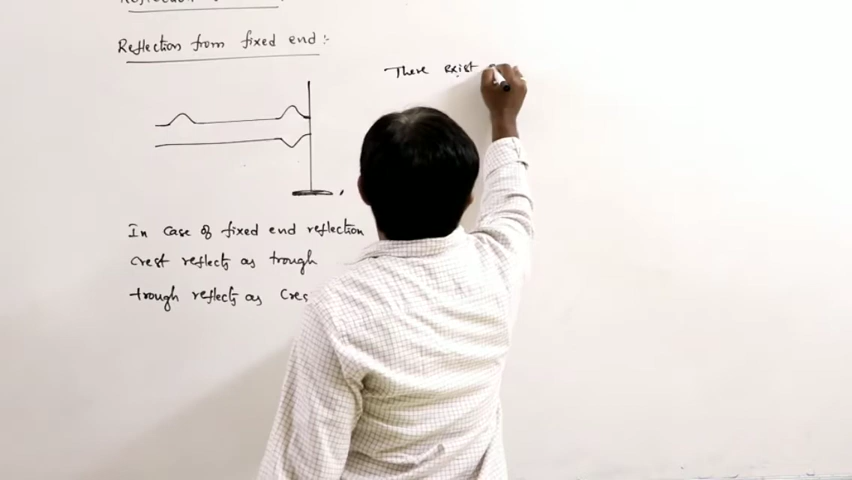 Reflection from fixed end :-
There exist
In case of fixed end reflection
crest reflects as trough
trough reflects as Cres